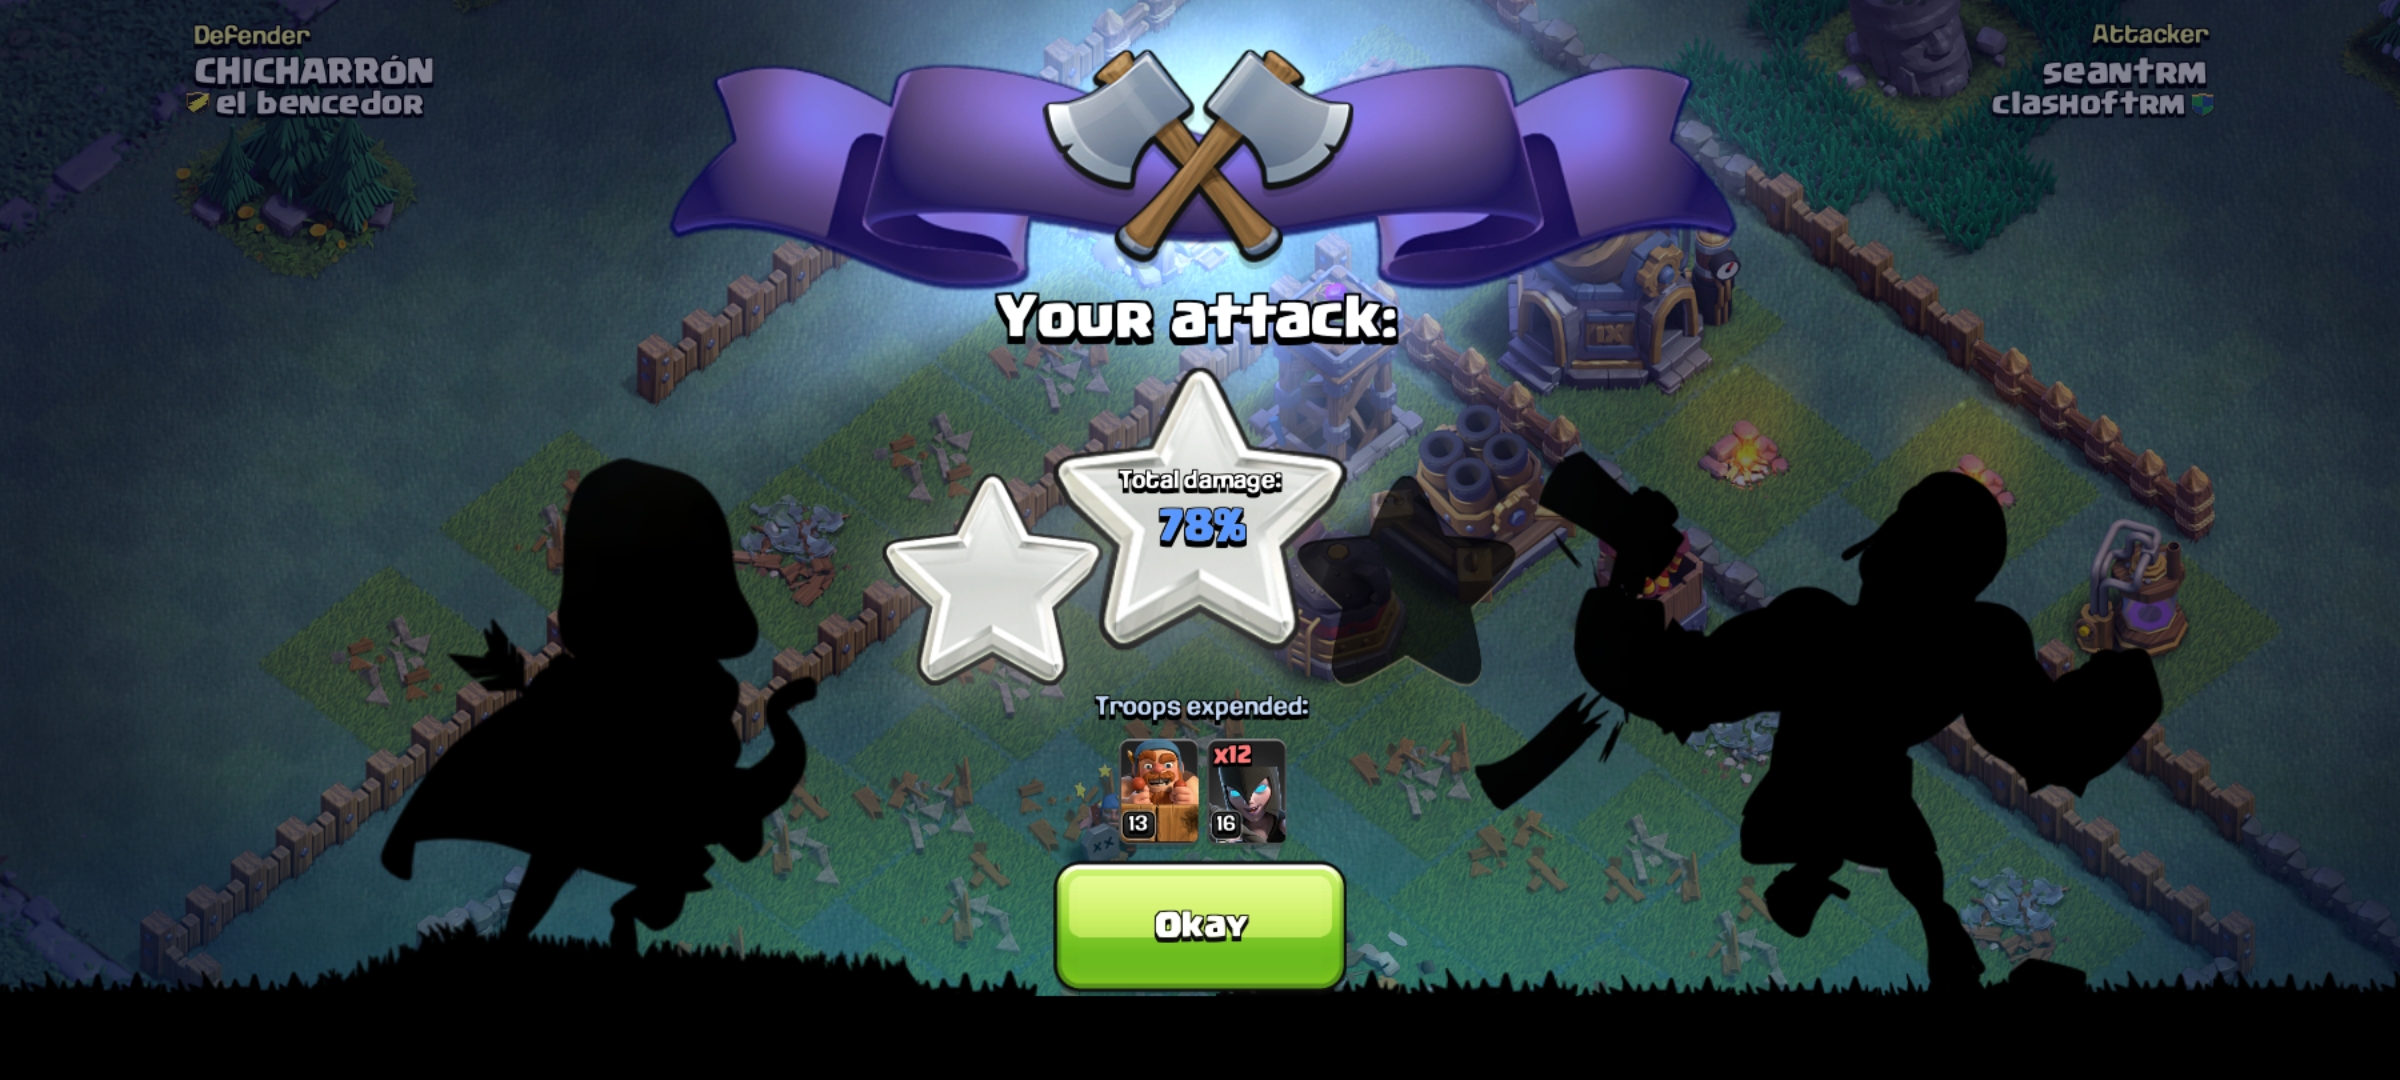 Defender
CHICHARRÓN
el bencedor
Attacker
seantRM
clashoftRM
Your attack:
Total damage:
78%
Troops expended:
x12
13
16
Okay